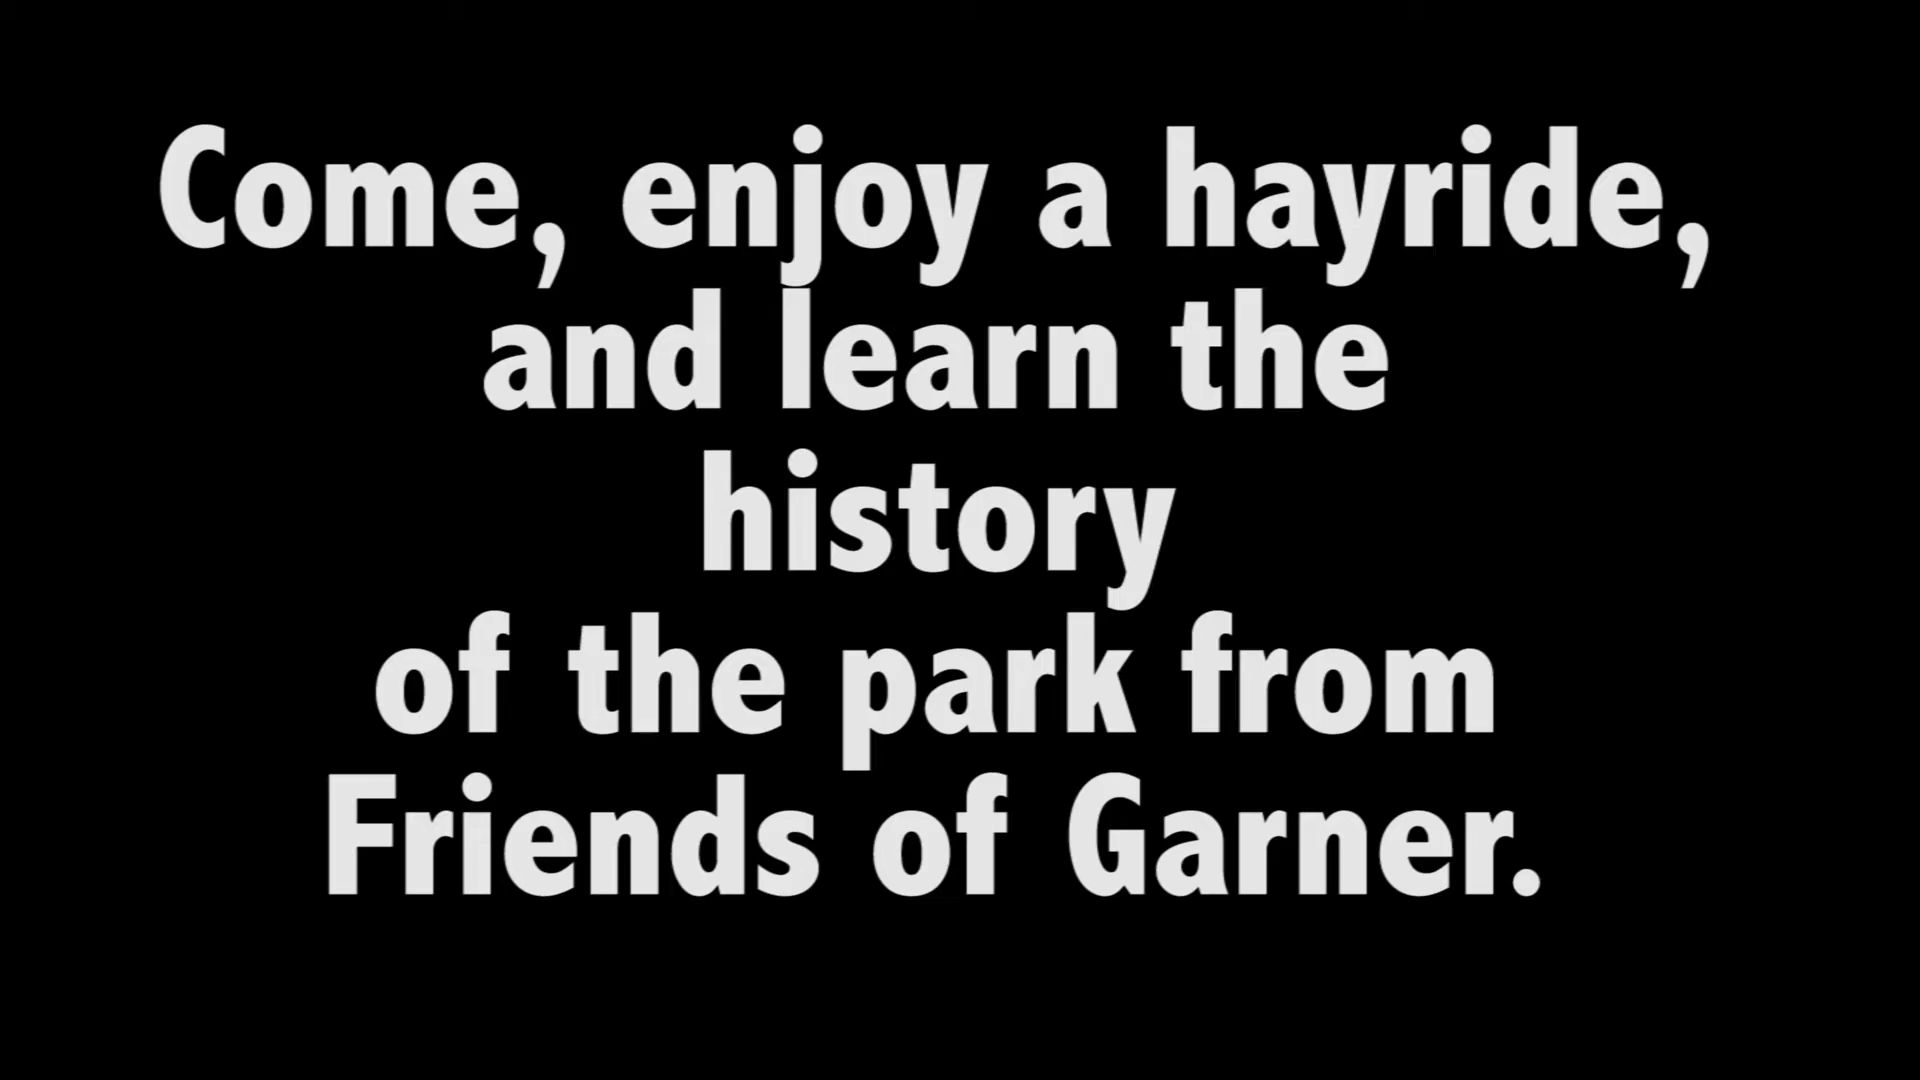 Come, enjoy a hayride,
and learn the
history
of the park from
Friends of Garner.